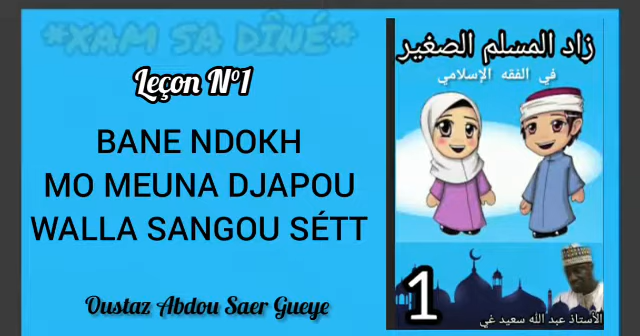 *XAM SA DÎNÉ*
Leçon N°1
BANE NDOKH
MO MEUNA DJAPOU
WALLA SANGOU SÉTT
Oustaz Abdou Saer Gueye
زاد المسلم الصغير
في الفقه الإسلامي
1
الأستاذ عبد الله سعيد غي